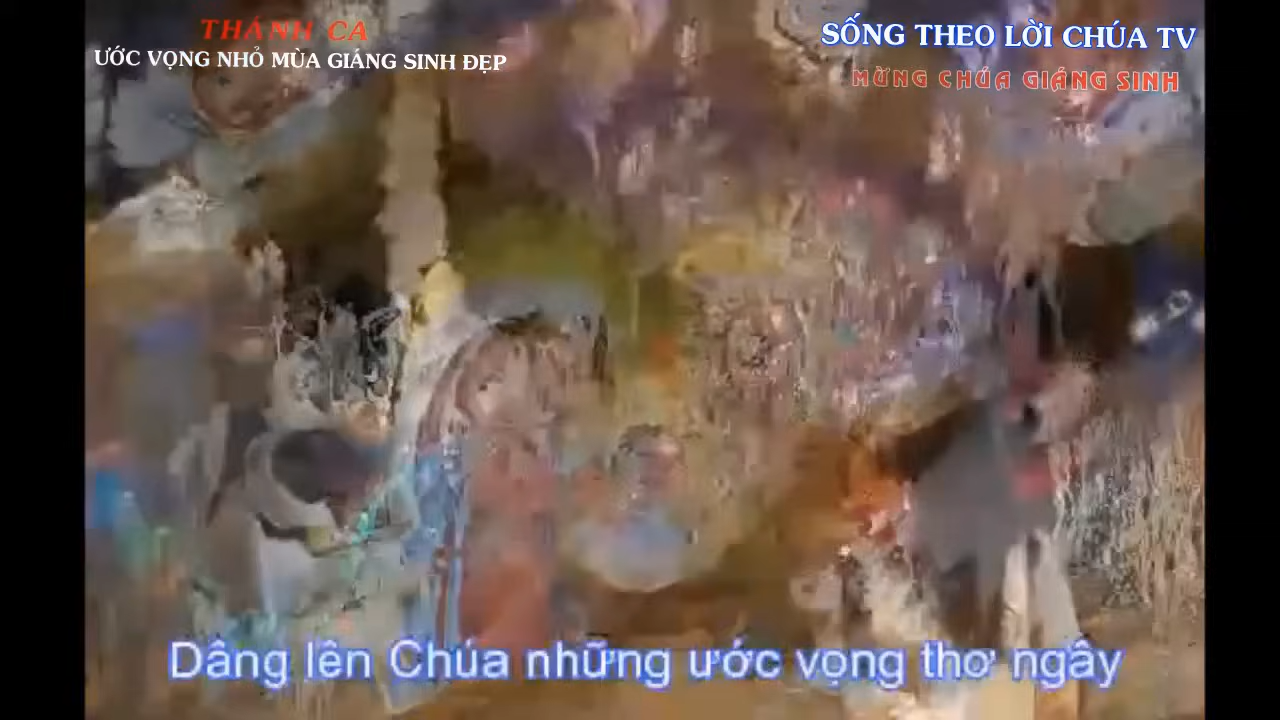 THÁNH CA
ƯỚC VỌNG NHỎ MÙA GIÁNG SINH ĐẸP
SỐNG THEO LỜI CHÚA TV
MỪNG CHÚA GIÁNG SINH
Dâng lên Chúa những ước vọng thơ ngây